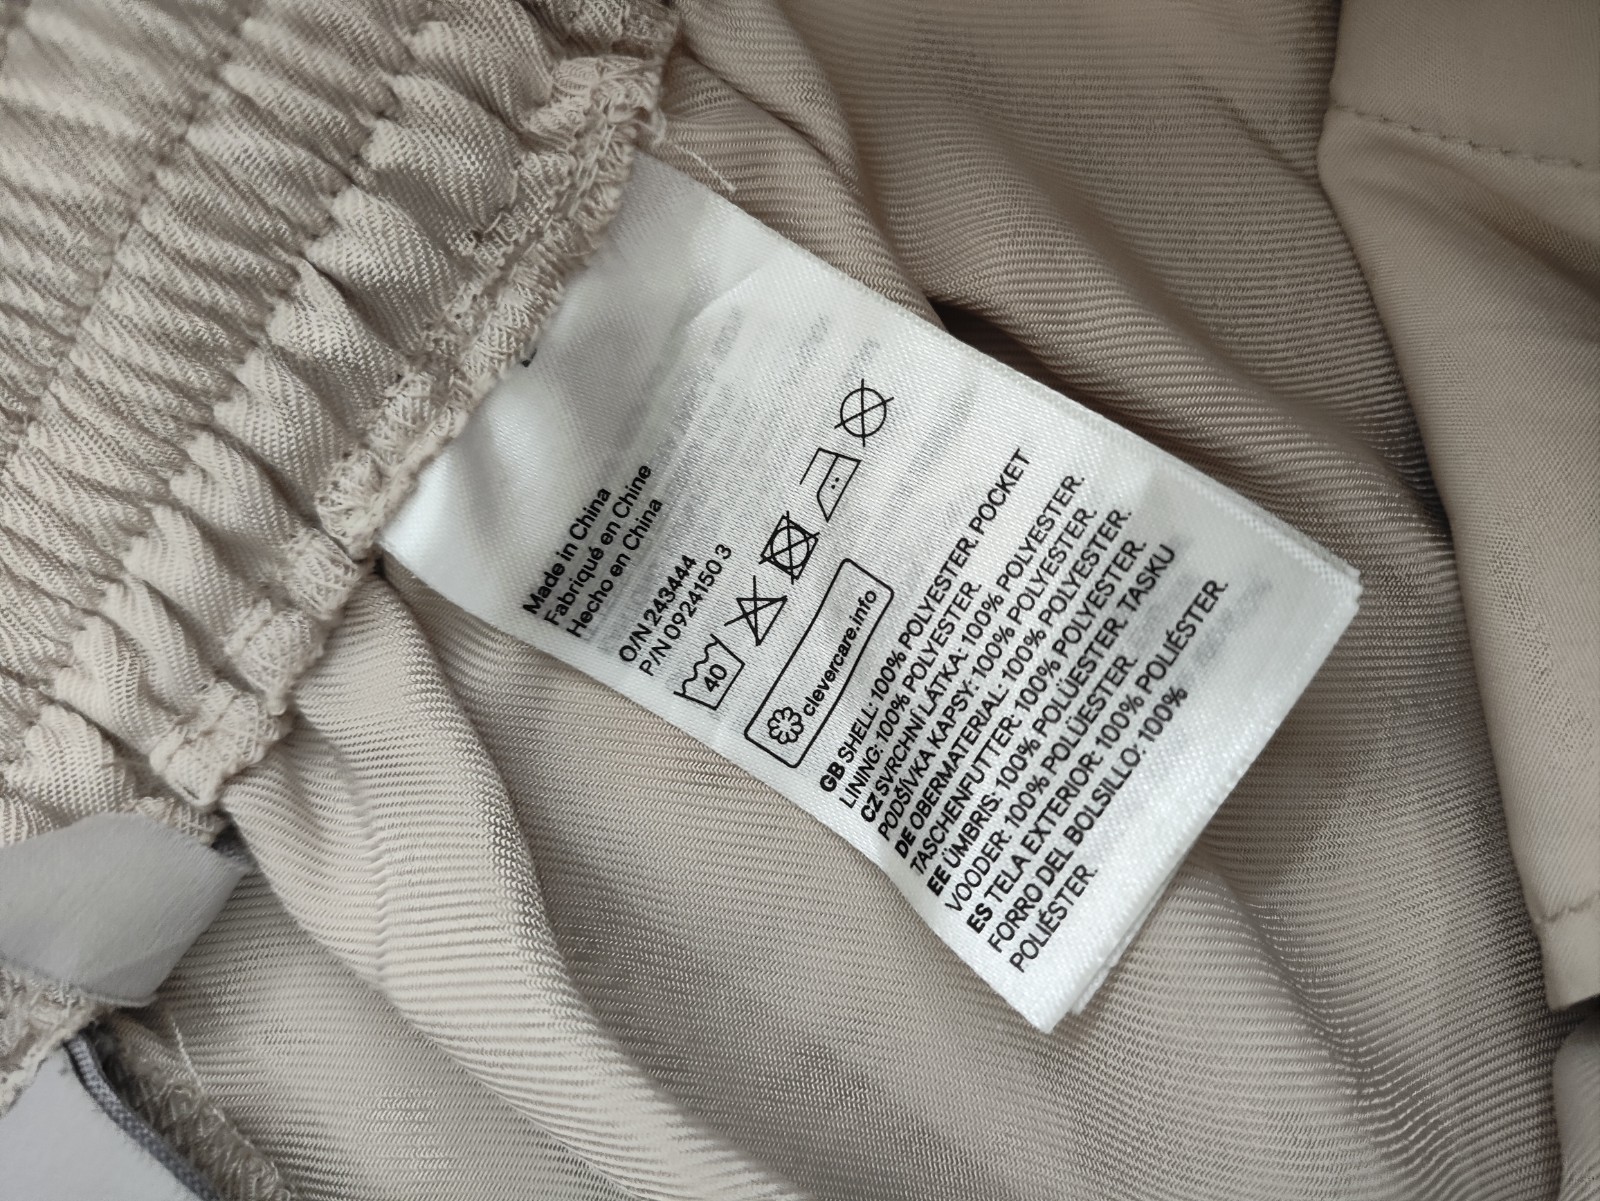 Made in China
Fabriqué en Chine
Hecho en China
O/N 243444
P/N 09241503
40
clevercare.info
GB SHELL: 100% POLYESTER. POCKET
LINING: 100% POLYESTER.
CZ SVRCHNÍ LÁTKA: 100% POLYESTER.
PODŠÍVKA KAPSY: 100% POLYESTER.
DE OBERMATERIAL: 100% POLYESTER.
TASCHENFUTTER: 100% POLYESTER.
EE ÜMBRIS: 100% POLÜESTER. TASKU
VOODER: 100% POLÜESTER.
ES TELA EXTERIOR: 100% POLIÉSTER.
FORRO DEL BOLSILLO: 100%
POLIÉSTER.